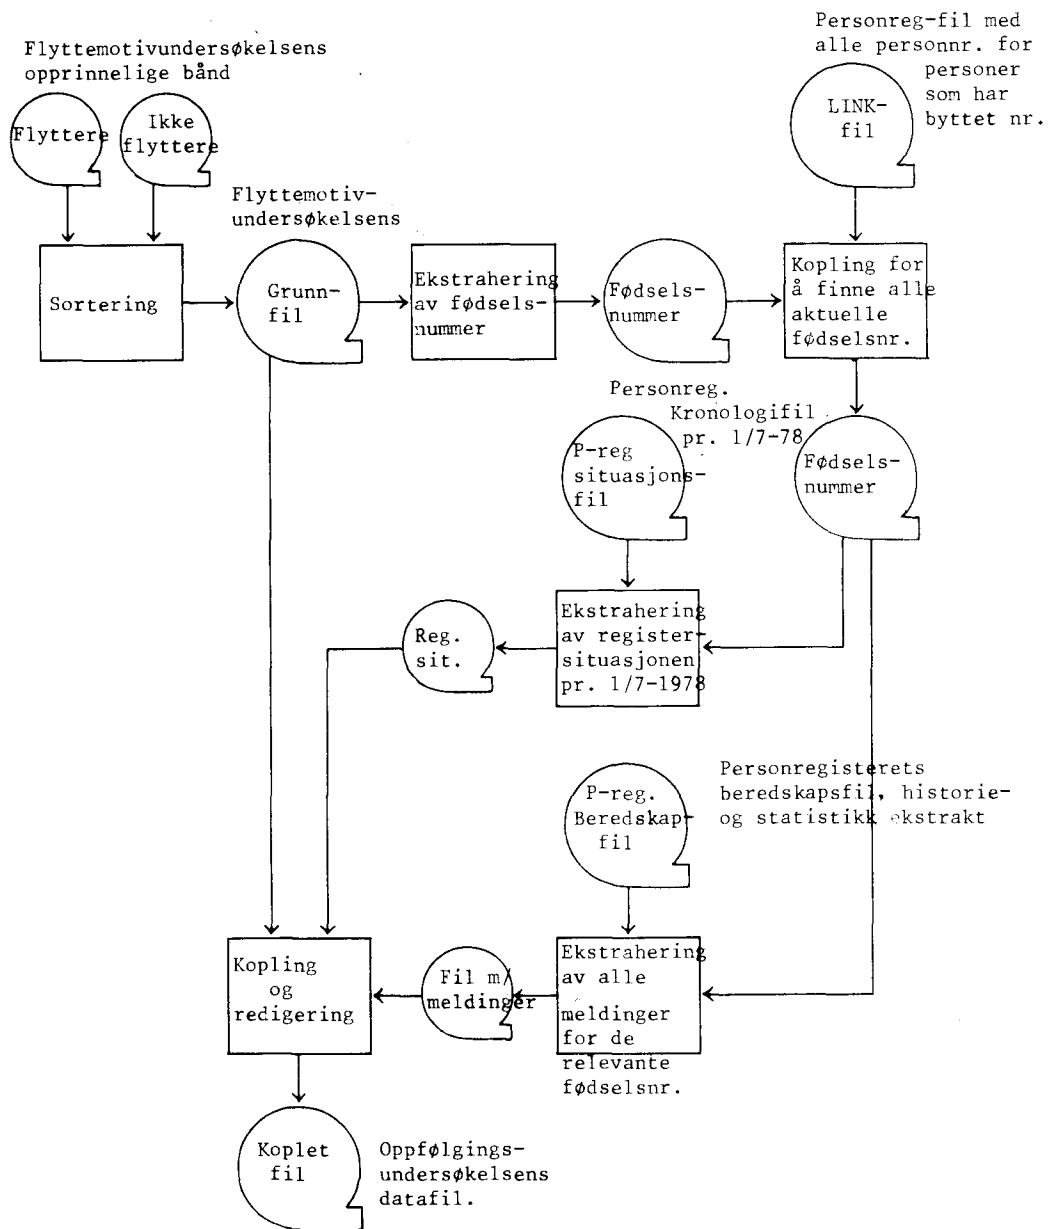 Flyttemotivundersøkelsens
opprinnelige bånd
Flyttere
Ikke
flyttere
Personreg-fil med
alle personnr. for
personer
som har
byttet nr.
LINK-
fil
Flyttemotiv-
undersøkelsens
Sortering
Grunn-
fil
Ekstrahering
av fødsels-
nummer
Fødsels-
nummer
Kopling for
å finne alle
aktuelle
fødselsnr.
Personreg.
Kronologifil
pr. 1/7-78
P-reg
situasjons-
fil
Fødsels-
nummer
Reg.
sit.
Ekstrahering
av register-
situasjonen
pr. 1/7-1978
Personregisterets
beredskapsfil, historie-
og statistikk ekstrakt
P-reg.
Beredskap-
fil
Kopling
og
redigering
Fil m/
meldinger
Ekstrahering
av alle
meldinger
for de
relevante
fødselsnr.
Koplet
fil
Oppfølgings-
undersøkelsens
datafil.